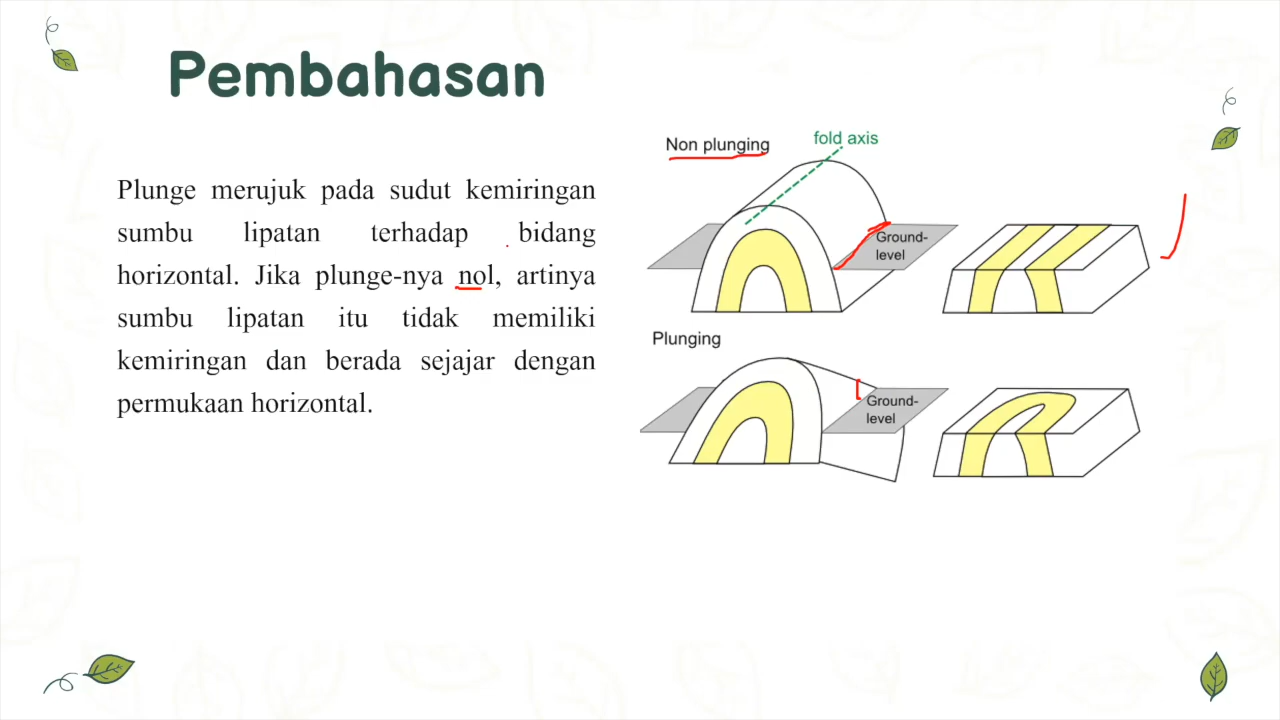 Pembahasan
Plunge merujuk pada sudut kemiringan
sumbu lipatan terhadap bidang
horizontal. Jika plunge-nya nol, artinya
sumbu lipatan itu tidak memiliki
kemiringan dan berada sejajar dengan
permukaan horizontal.
Non plunging
fold axis
Ground-
level
Plunging
Ground-
level